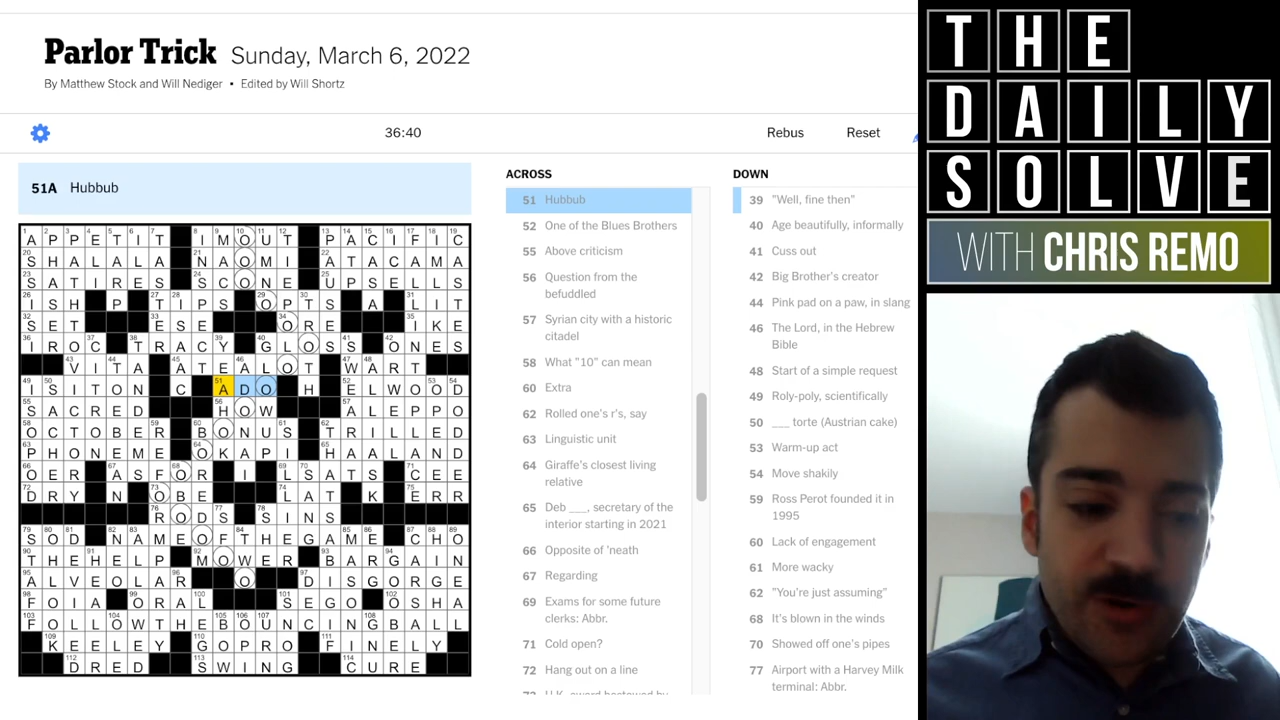 Parlor Trick Sunday, March 6, 2022
By Matthew Stock and Will Nediger • Edited by Will Shortz
36:40
Rebus
Reset
51A Hubbub
A P P E T I T I M O U T P A C I F I C
S H A L A L A N A O M I A T A C A M A
S A T I R E S S C O N E U P S E L L S
I S H P T I P S O P T S A L I T
S E T E S E O R E I K E
I R O C T R A C Y G L O S S O N E S
V I T A A T E A L O T W A R T
I S I T O N C A D O H E L W O O D
S A C R E D H O W A L E P P O
O C T O B E R B O N U S T R I L L E D
P H O N E M E O K A P I H A A L A N D
O E R A S F O R I L S A T S C E E
D R Y N O B E L A T K E R R
R O D S S I N S
S O D N A M E O F T H E G A M E C H O
T H E H E L P M O W E R B A R G A I N
A L V E O L A R O D I S G O R G E
F O I A O R A L S E G O O S H A
F O L L O W T H E B O U N C I N G B A L L
K E E L E Y G O P R O F I N E L Y
D R E D S W I N G C U R E
ACROSS
51 Hubbub
52 One of the Blues Brothers
55 Above criticism
56 Question from the
befuddled
57 Syrian city with a historic
citadel
58 What "10" can mean
60 Extra
62 Rolled one's r's, say
63 Linguistic unit
64 Giraffe's closest living
relative
65 Deb ___, secretary of the
interior starting in 2021
66 Opposite of 'neath
67 Regarding
69 Exams for some future
clerks: Abbr.
71 Cold open?
72 Hang out on a line
DOWN
39 "Well, fine then"
40 Age beautifully, informally
41 Cuss out
42 Big Brother's creator
44 Pink pad on a paw, in slang
46 The Lord, in the Hebrew
Bible
48 Start of a simple request
49 Roly-poly, scientifically
50 ___ torte (Austrian cake)
53 Warm-up act
54 Move shakily
59 Ross Perot founded it in
1995
60 Lack of engagement
61 More wacky
62 "You're just assuming"
68 It's blown in the winds
70 Showed off one's pipes
77 Airport with a Harvey Milk
terminal: Abbr.
THE
DAILY
SOLVE
WITH CHRIS REMO